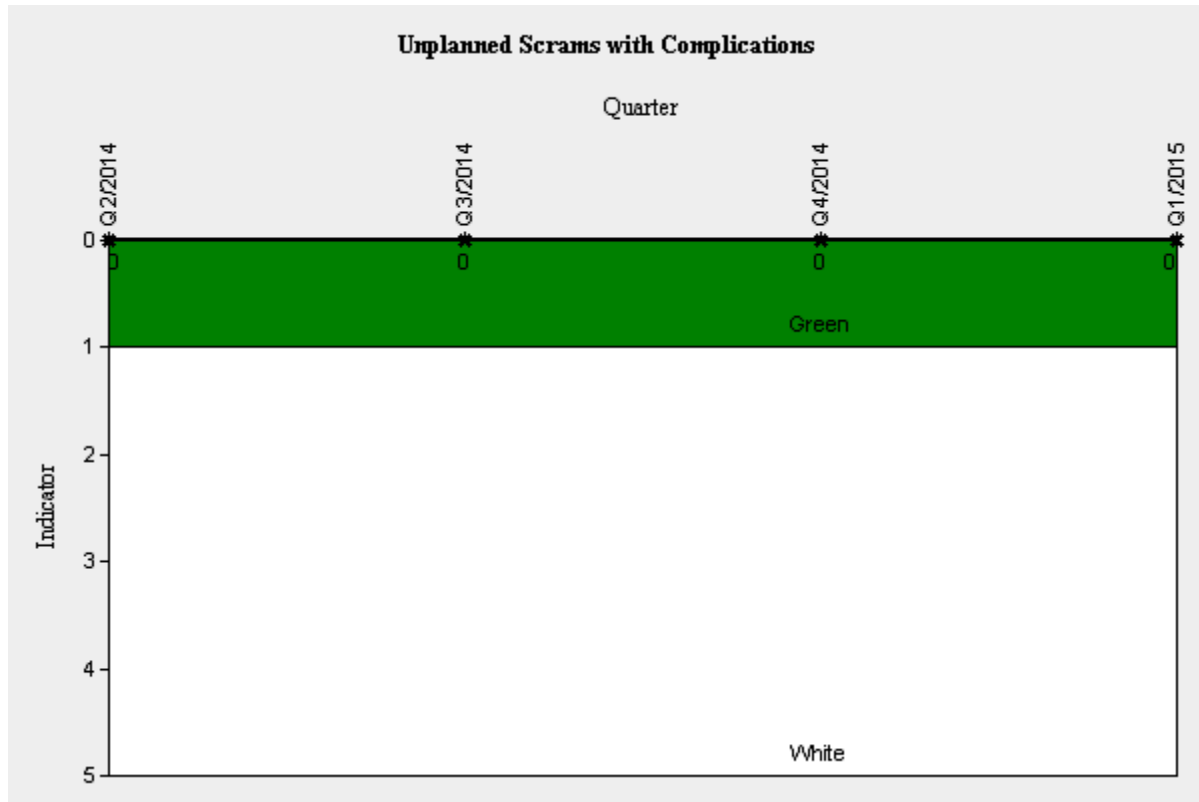 Unplanned Scrams with Complications
Quarter
Q2/2014
Q3/2014
Q4/2014
Q1/2015
0
0 0 0 0
Green
1
2
Indicator
3
4
White
5